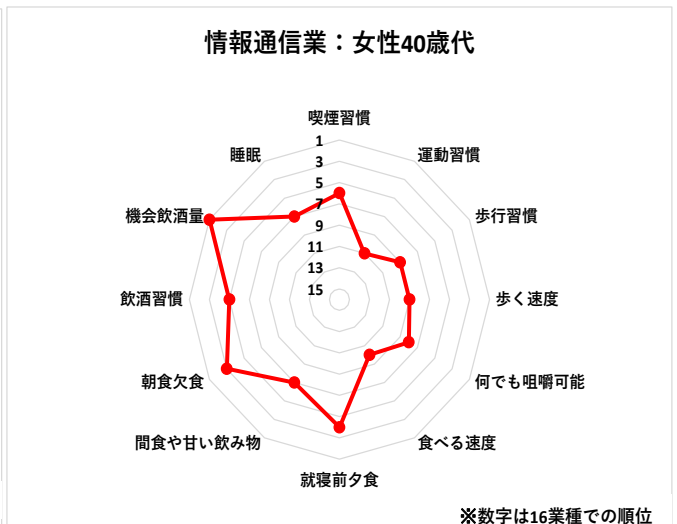 情報通信業：女性40歳代
喫煙習慣
運動習慣
歩行習慣
歩く速度
何でも咀嚼可能
食べる速度
就寝前夕食
間食や甘い飲み物
朝食欠食
飲酒習慣
機会飲酒量
睡眠
1
3
5
7
9
11
13
15
※数字は16業種での順位